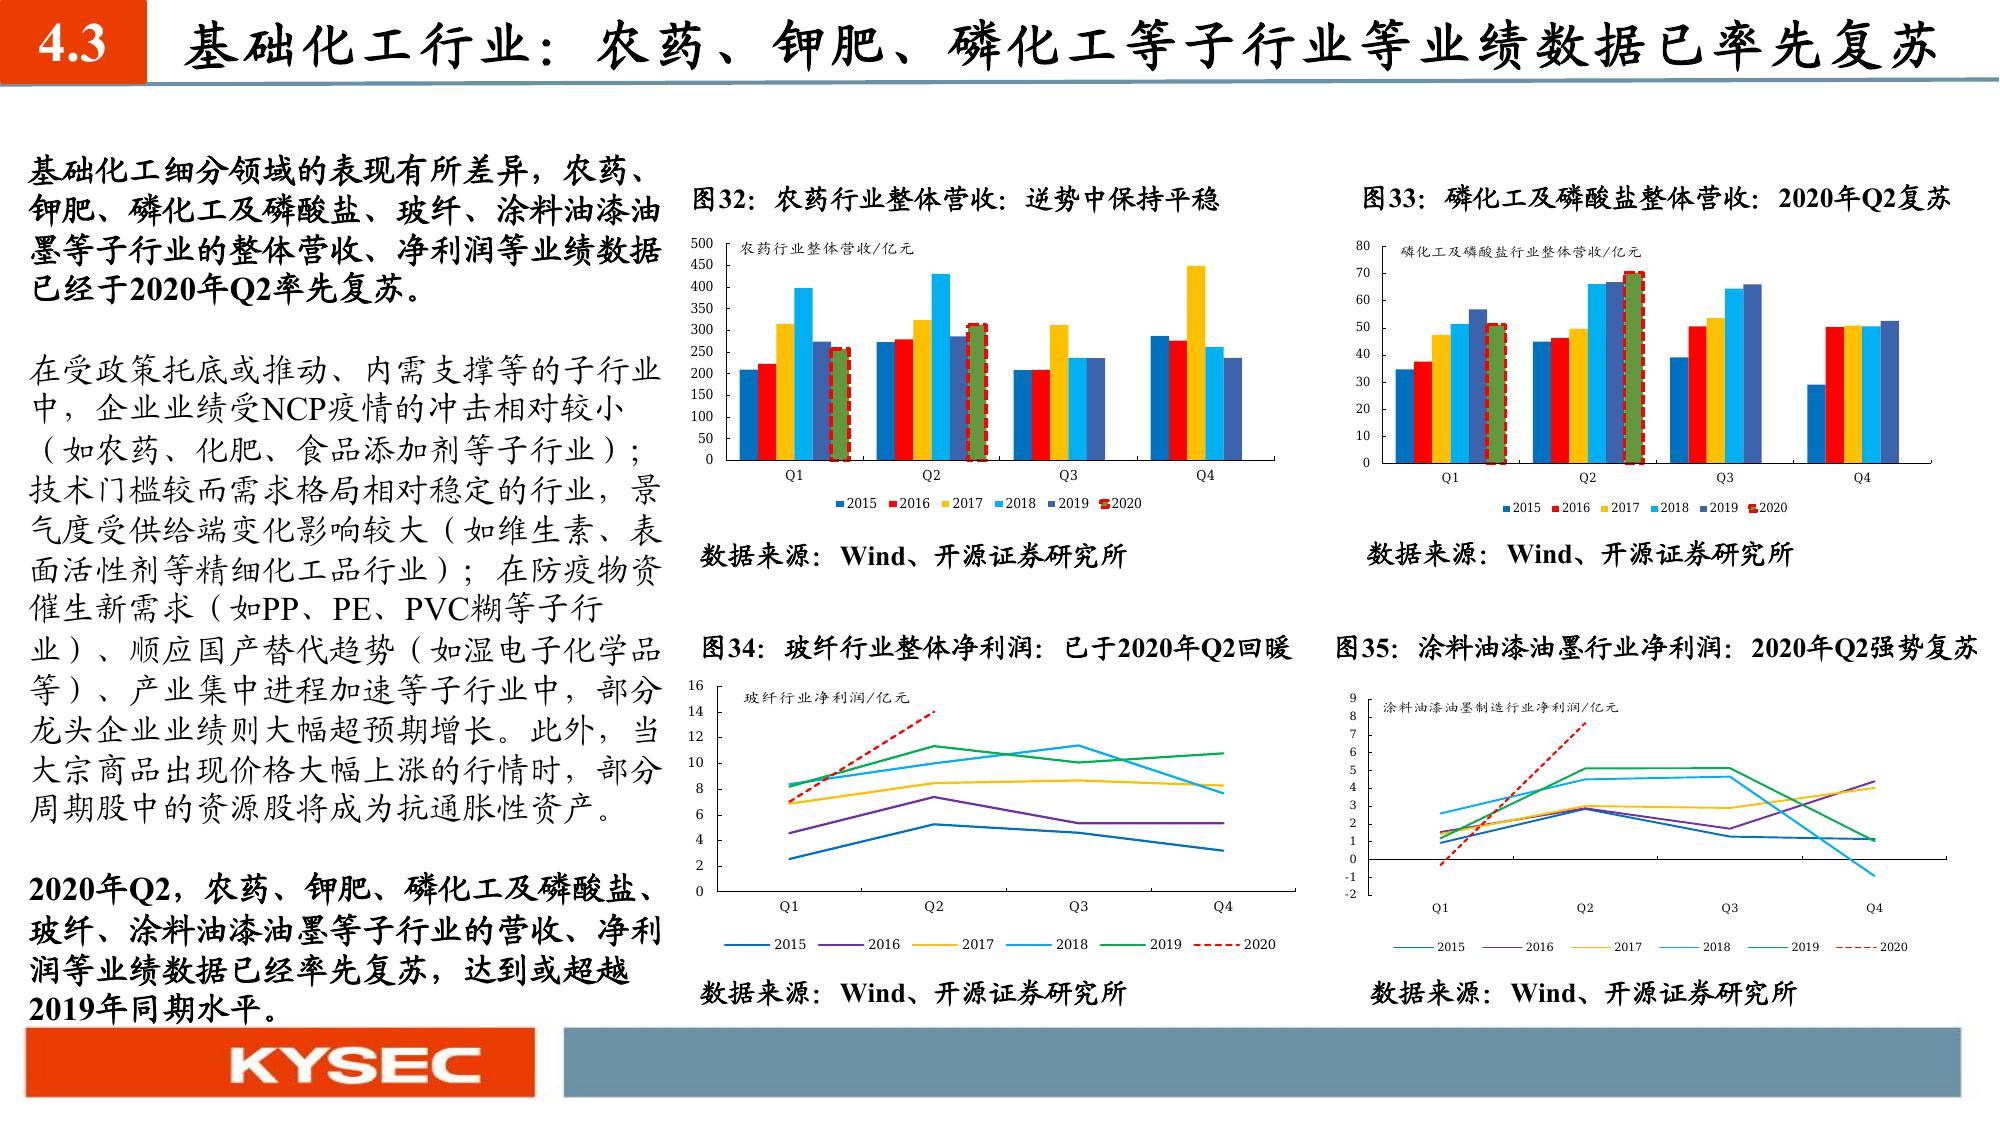 4.3
基础化工行业：农药、钾肥、磷化工等子行业等业绩数据已率先复苏
基础化工细分领域的表现有所差异，农药、
钾肥、磷化工及磷酸盐、玻纤、涂料油漆油
墨等子行业的整体营收、净利润等业绩数据
已经于2020年Q2率先复苏。
在受政策托底或推动、内需支撑等的子行业
中，企业业绩受NCP疫情的冲击相对较小
（如农药、化肥、食品添加剂等子行业）；
技术门槛较而需求格局相对稳定的行业，景
气度受供给端变化影响较大（如维生素、表
面活性剂等精细化工品行业）；在防疫物资
催生新需求（如PP、PE、PVC糊等子行
业）、顺应国产替代趋势（如湿电子化学品
等）、产业集中进程加速等子行业中，部分
龙头企业业绩则大幅超预期增长。此外，当
大宗商品出现价格大幅上涨的行情时，部分
周期股中的资源股将成为抗通胀性资产。
2020年Q2，农药、钾肥、磷化工及磷酸盐、
玻纤、涂料油漆油墨等子行业的营收、净利
润等业绩数据已经率先复苏，达到或超越
2019年同期水平。
图32：农药行业整体营收：逆势中保持平稳
农药行业整体营收/亿元
500
450
400
350
300
250
200
150
100
50
0
Q1 Q2 Q3 Q4
2015 2016 2017 2018 2019 2020
数据来源：Wind、开源证券研究所
图33：磷化工及磷酸盐整体营收：2020年Q2复苏
磷化工及磷酸盐行业整体营收/亿元
80
70
60
50
40
30
20
10
0
Q1 Q2 Q3 Q4
2015 2016 2017 2018 2019 2020
数据来源：Wind、开源证券研究所
图34：玻纤行业整体净利润：已于2020年Q2回暖
玻纤行业净利润/亿元
16
14
12
10
8
6
4
2
0
Q1 Q2 Q3 Q4
2015 2016 2017 2018 2019 2020
数据来源：Wind、开源证券研究所
图35：涂料油漆油墨行业净利润：2020年Q2强势复苏
涂料油漆油墨制造行业净利润/亿元
9
8
7
6
5
4
3
2
1
0
-1
-2
Q1 Q2 Q3 Q4
2015 2016 2017 2018 2019 2020
数据来源：Wind、开源证券研究所
KYSEC